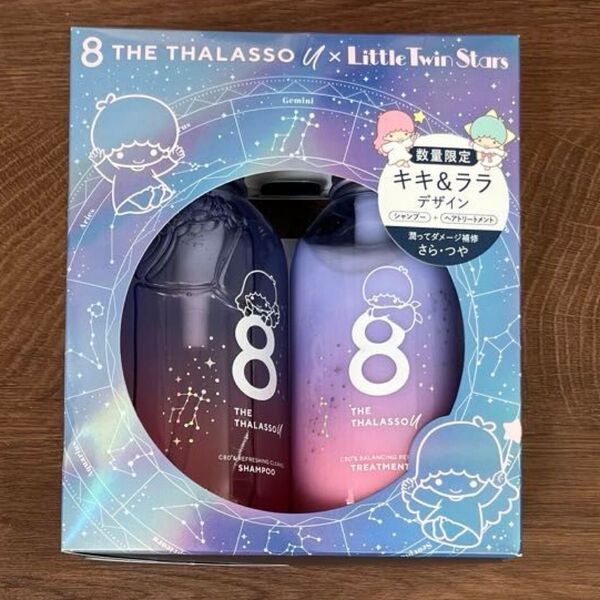 8 THE THALASSO u × Little Twin Stars
Gemini
Aries
数量限定
キキ&ララ
デザイン
シャンプー + ヘアトリートメント
潤ってダメージ補修
さら・つや
8
THE
THALASSO u
CBD&REFRESHING
SHAMPOO
8
THE
THALASSO u
CBD&BALANCING
TREATMENT
Aquarius